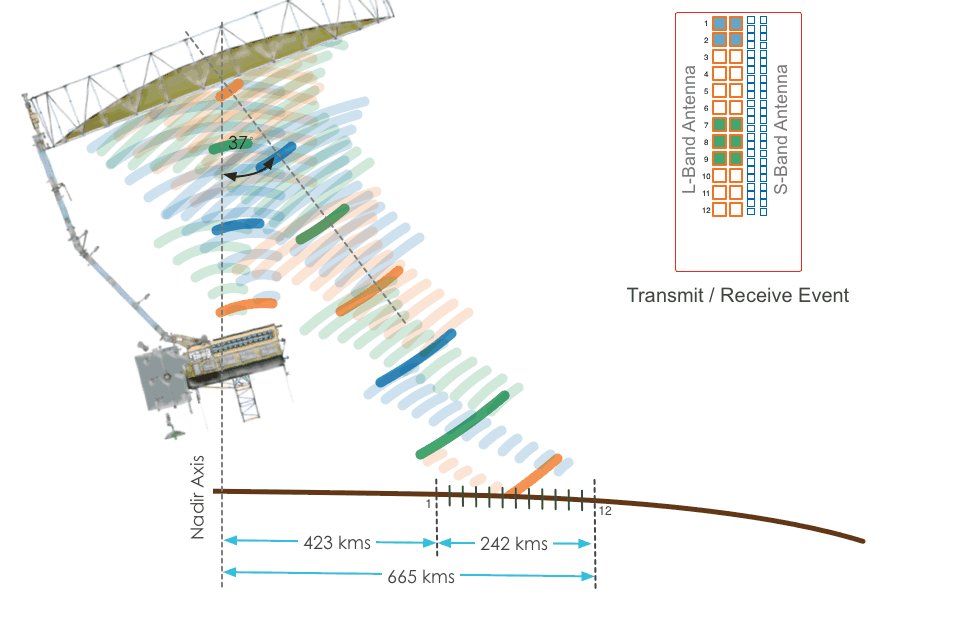 37°
1
2
3
4
5
6
7
8
9
10
11
12
L-Band Antenna
S-Band Antenna
Transmit / Receive Event
Nadir Axis
1
12
423 kms
242 kms
665 kms